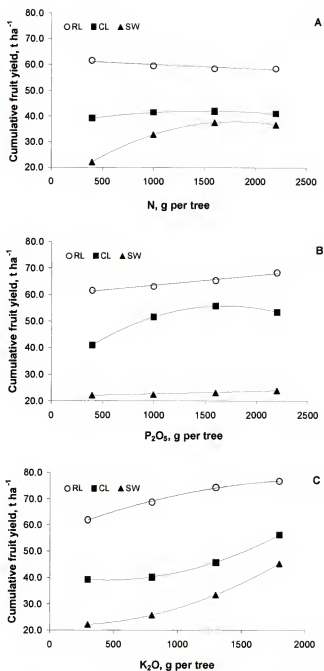 A
○RL ■CL ▲SW
Cumulative fruit yield, t ha⁻¹
80.0
70.0
60.0
50.0
40.0
30.0
20.0
0 500 1000 1500 2000 2500
N, g per tree
B
○RL ■CL ▲SW
Cumulative fruit yield, t ha⁻¹
80.0
70.0
60.0
50.0
40.0
30.0
20.0
0 500 1000 1500 2000 2500
P₂O₅, g per tree
C
○RL ■CL ▲SW
Cumulative fruit yield, t ha⁻¹
80.0
70.0
60.0
50.0
40.0
30.0
20.0
0 500 1000 1500 2000
K₂O, g per tree